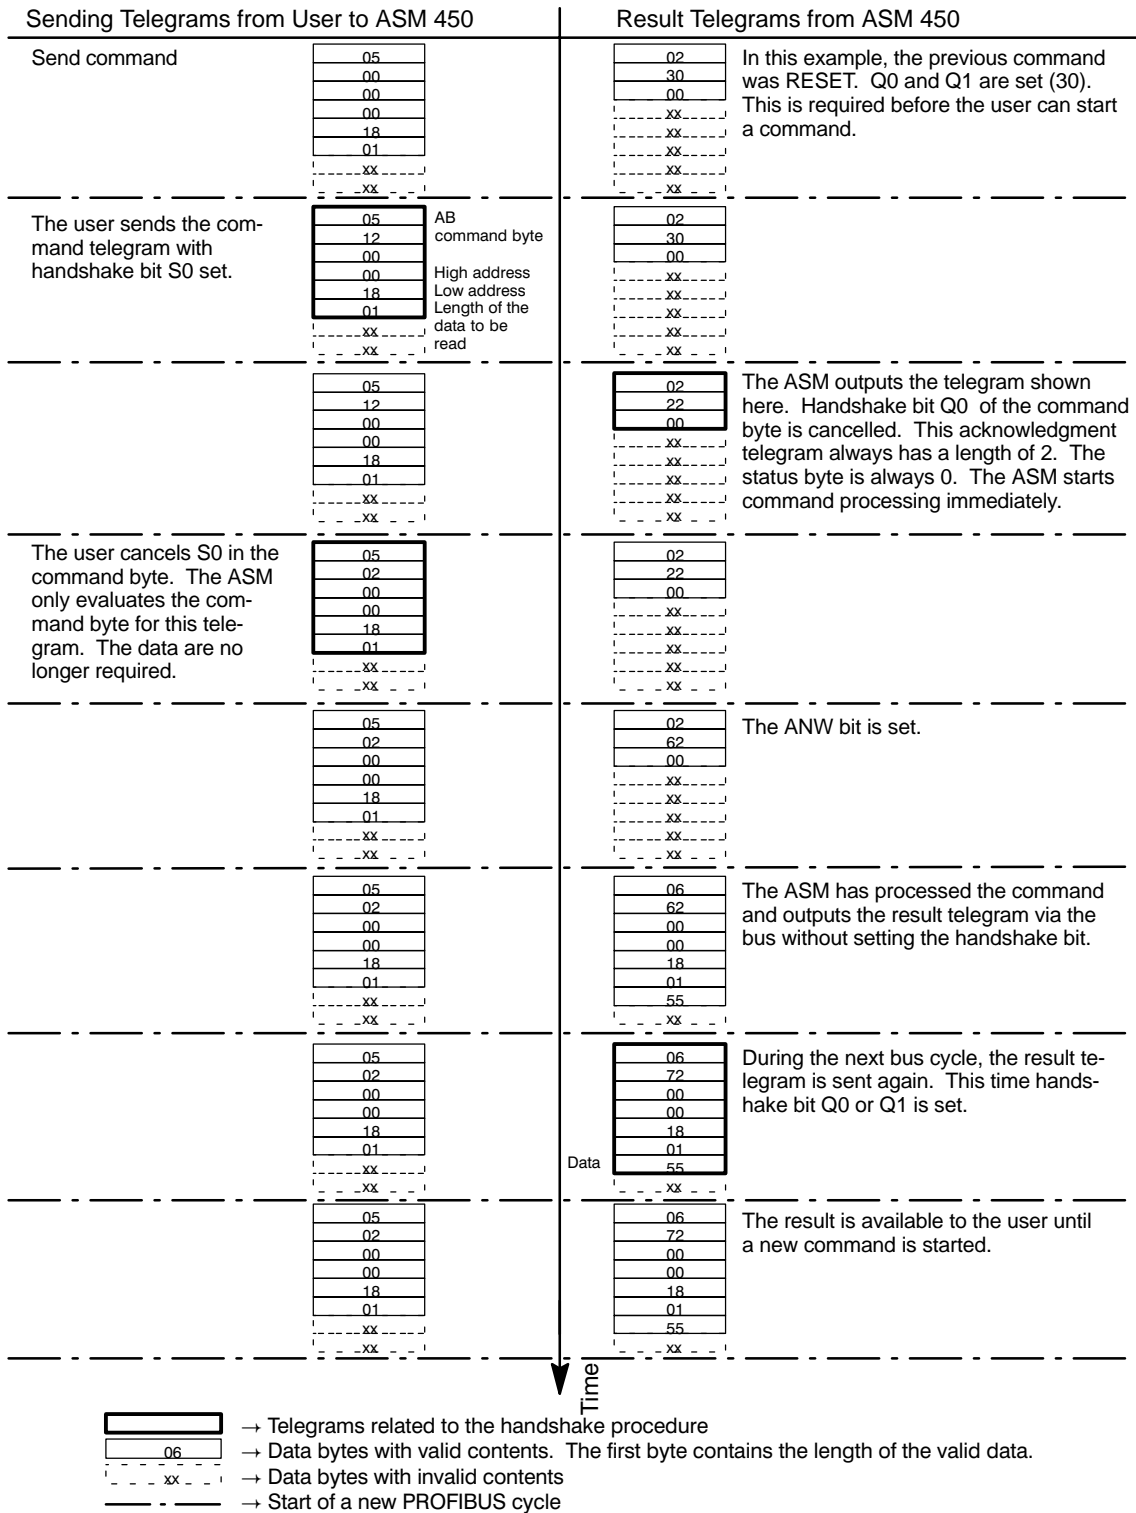 Sending Telegrams from User to ASM 450
Result Telegrams from ASM 450
Send command
05
00
00
00
18
01
xx
xx
02
30
00
xx
xx
xx
xx
xx
In this example, the previous command
was RESET. Q0 and Q1 are set (30).
This is required before the user can start
a command.
The user sends the com-
mand telegram with
handshake bit S0 set.
05
12
00
00
18
01
xx
xx
AB
command byte
High address
Low address
Length of the
data to be
read
02
30
00
xx
xx
xx
xx
xx
05
12
00
00
18
01
xx
xx
02
22
00
xx
xx
xx
xx
xx
The ASM outputs the telegram shown
here. Handshake bit Q0 of the command
byte is cancelled. This acknowledgment
telegram always has a length of 2. The
status byte is always 0. The ASM starts
command processing immediately.
The user cancels S0 in the
command byte. The ASM
only evaluates the com-
mand byte for this tele-
gram. The data are no
longer required.
05
02
00
00
18
01
xx
xx
02
22
00
xx
xx
xx
xx
xx
05
02
00
00
18
01
xx
xx
02
62
00
xx
xx
xx
xx
xx
The ANW bit is set.
05
02
00
00
18
01
xx
xx
06
62
00
00
18
01
55
xx
The ASM has processed the command
and outputs the result telegram via the
bus without setting the handshake bit.
05
02
00
00
18
01
xx
xx
Data
06
72
00
00
18
01
55
xx
During the next bus cycle, the result te-
legram is sent again. This time hands-
hake bit Q0 or Q1 is set.
05
02
00
00
18
01
xx
xx
06
72
00
00
18
01
55
xx
The result is available to the user until
a new command is started.
Time
→ Telegrams related to the handshake procedure
06 → Data bytes with valid contents. The first byte contains the length of the valid data.
xx → Data bytes with invalid contents
→ Start of a new PROFIBUS cycle